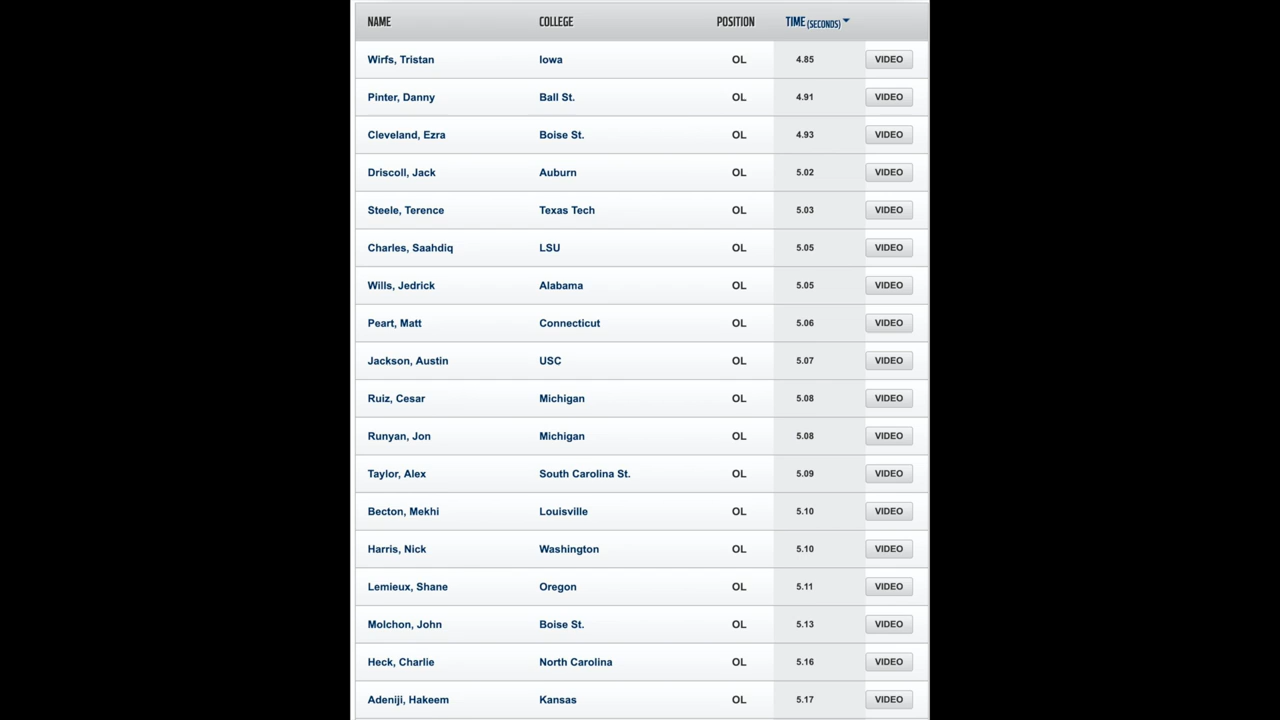 NAME COLLEGE POSITION TIME (SECONDS)
Wirfs, Tristan Iowa OL 4.85 VIDEO
Pinter, Danny Ball St. OL 4.91 VIDEO
Cleveland, Ezra Boise St. OL 4.93 VIDEO
Driscoll, Jack Auburn OL 5.02 VIDEO
Steele, Terence Texas Tech OL 5.03 VIDEO
Charles, Saahdiq LSU OL 5.05 VIDEO
Wills, Jedrick Alabama OL 5.05 VIDEO
Peart, Matt Connecticut OL 5.06 VIDEO
Jackson, Austin USC OL 5.07 VIDEO
Ruiz, Cesar Michigan OL 5.08 VIDEO
Runyan, Jon Michigan OL 5.08 VIDEO
Taylor, Alex South Carolina St. OL 5.09 VIDEO
Becton, Mekhi Louisville OL 5.10 VIDEO
Harris, Nick Washington OL 5.10 VIDEO
Lemieux, Shane Oregon OL 5.11 VIDEO
Molchon, John Boise St. OL 5.13 VIDEO
Heck, Charlie North Carolina OL 5.16 VIDEO
Adeniji, Hakeem Kansas OL 5.17 VIDEO